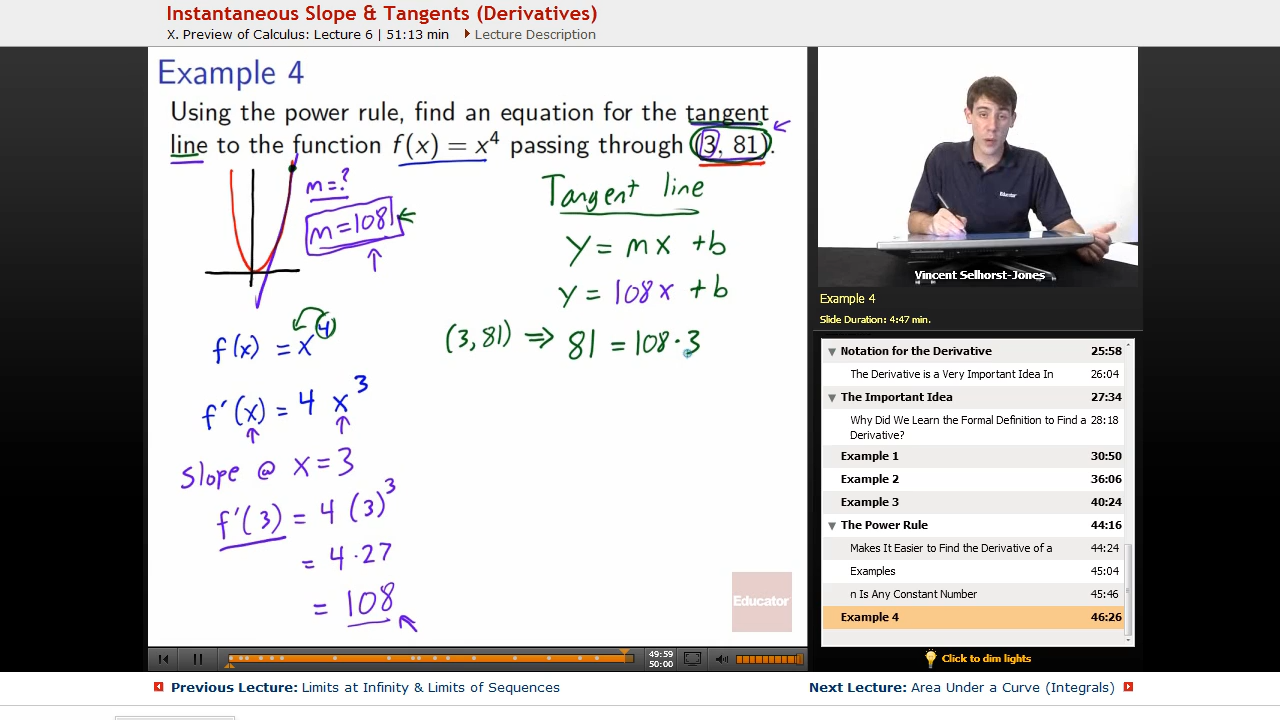 Instantaneous Slope & Tangents (Derivatives)
X. Preview of Calculus: Lecture 6 | 51:13 min Lecture Description
Example 4
Using the power rule, find an equation for the tangent
line to the function f(x) = x⁴ passing through (3, 81).
m=?
m=108
Tangent line
y = mx + b
y = 108x + b
(3,81) ⇒ 81 = 108·3
f(x) = x⁴
f'(x) = 4 x³
Slope @ x=3
f'(3) = 4 (3)³
= 4·27
= 108
Educator
Educator
Vincent Selhorst-Jones
Example 4
Slide Duration: 4:47 min.
Notation for the Derivative 25:58
The Derivative is a Very Important Idea In 26:04
The Important Idea 27:34
Why Did We Learn the Formal Definition to Find a 28:18
Derivative?
Example 1 30:50
Example 2 36:06
Example 3 40:24
The Power Rule 44:16
Makes It Easier to Find the Derivative of a 44:24
Examples 45:04
n Is Any Constant Number 45:46
Example 4 46:26
49:59
50:00
Click to dim lights
Previous Lecture: Limits at Infinity & Limits of Sequences
Next Lecture: Area Under a Curve (Integrals)